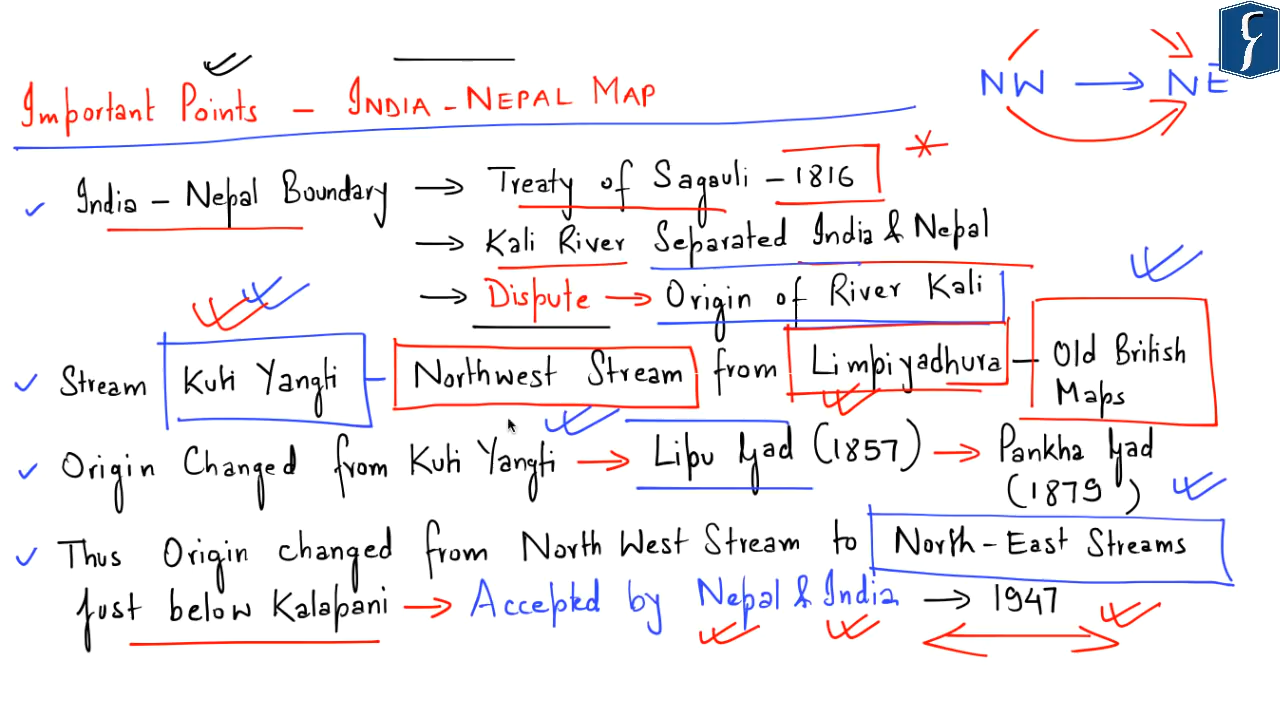 NW → NE
Important Points - INDIA - NEPAL MAP
India - Nepal Boundary → Treaty of Sagauli - 1816
→ Kali River Separated India & Nepal
→ Dispute → Origin of River Kali
Stream Kuti Yangti - Northwest Stream from Limpiyadhura - Old British Maps
Origin Changed from Kuti Yangti → Lipu Gad (1857) → Pankha Gad (1879)
Thus Origin changed from North West Stream to North-East Streams
just below Kalapani → Accepted by Nepal & India → 1947